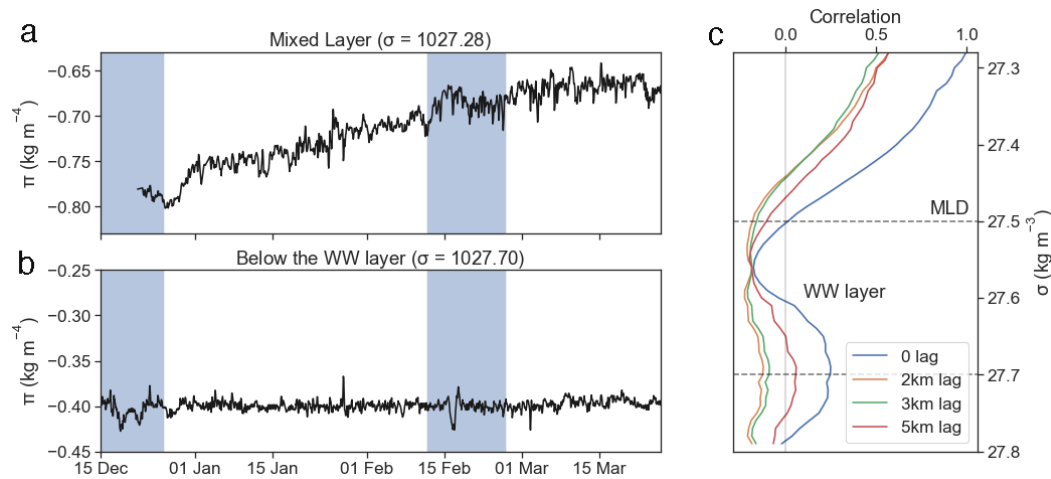 a
Mixed Layer (σ = 1027.28)
π (kg m⁻⁴)
−0.65
−0.70
−0.75
−0.80
b
Below the WW layer (σ = 1027.70)
π (kg m⁻⁴)
−0.25
−0.30
−0.35
−0.40
−0.45
15 Dec 01 Jan 15 Jan 01 Feb 15 Feb 01 Mar 15 Mar
c
Correlation
0.0 0.5 1.0
27.3
27.4
MLD
27.5
σ (kg m⁻³)
WW layer
27.6
27.7
27.8
0 lag
2km lag
3km lag
5km lag